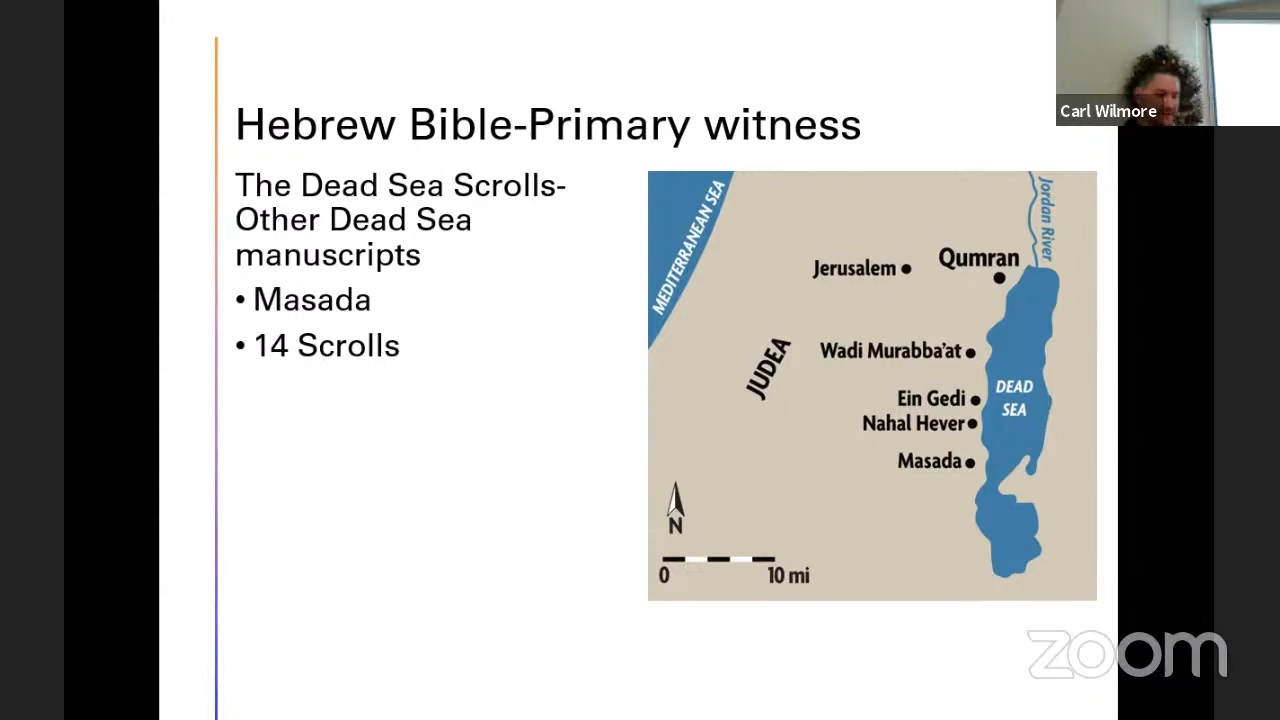 Carl Wilmore
Hebrew Bible-Primary witness
The Dead Sea Scrolls-
Other Dead Sea
manuscripts
• Masada
• 14 Scrolls
MEDITERRANEAN SEA
Jordan River
Jerusalem
Qumran
JUDEA
Wadi Murabba'at
DEAD
SEA
Ein Gedi
Nahal Hever
Masada
N
0 10 mi
zoom